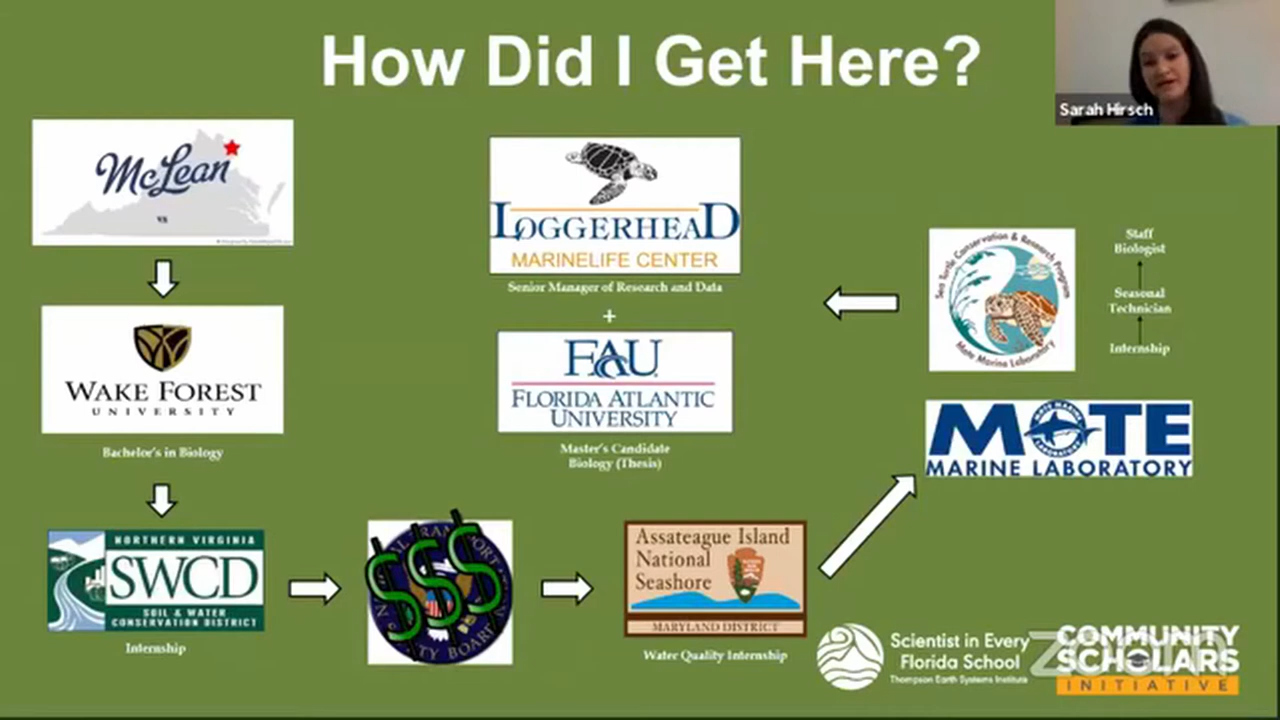 How Did I Get Here?
Sarah Hirsch
McLean
VA
LOGGERHEAD
MARINELIFE CENTER
Senior Manager of Research and Data
+
FAU
FLORIDA ATLANTIC
UNIVERSITY
Master's Candidate
Biology (Thesis)
Sea Turtle Conservation & Research Program
Mote Marine Laboratory
Staff
Biologist
Seasonal
Technician
Internship
MOTE
MARINE LABORATORY
WAKE FOREST
UNIVERSITY
Bachelor's in Biology
NORTHERN VIRGINIA
SWCD
SOIL & WATER
CONSERVATION DISTRICT
Internship
$$$
BOARD
Assateague Island
National
Seashore
MARYLAND DISTRICT
Water Quality Internship
Scientist in Every
Florida School
Thompson Earth Systems Institute
COMMUNITY
SCHOLARS
INITIATIVE
zoom